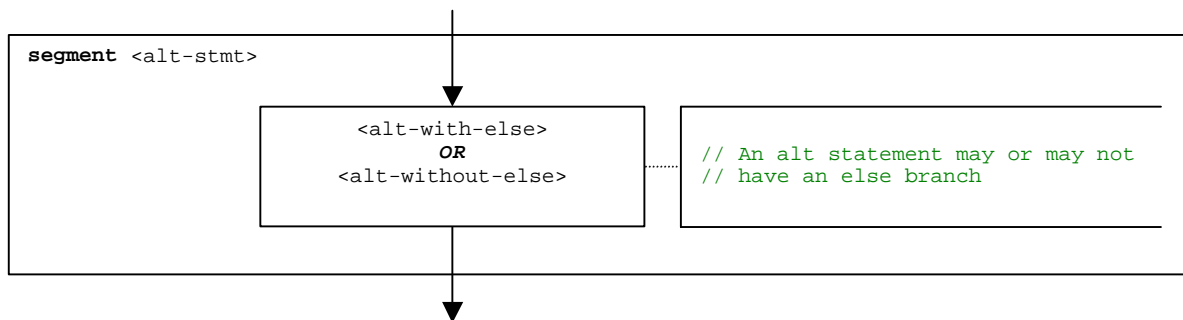 segment <alt-stmt>
<alt-with-else>
OR
<alt-without-else>
// An alt statement may or may not
// have an else branch